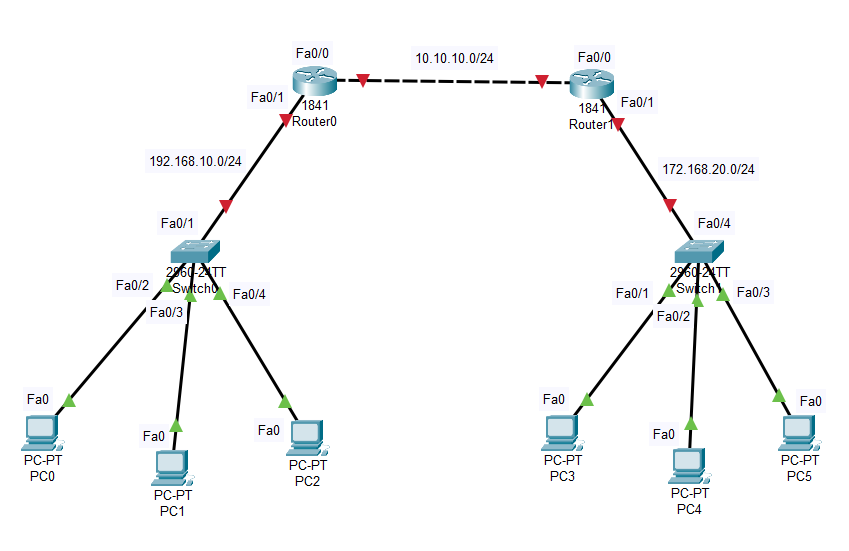 Fa0/0
10.10.10.0/24
Fa0/0
Fa0/1
1841
Router0
1841
Router1
Fa0/1
192.168.10.0/24
172.168.20.0/24
Fa0/1
Fa0/4
2960-24TT
Switch0
2960-24TT
Switch1
Fa0/2
Fa0/3
Fa0/4
Fa0/1
Fa0/2
Fa0/3
Fa0
Fa0
Fa0
Fa0
Fa0
Fa0
PC-PT
PC0
PC-PT
PC1
PC-PT
PC2
PC-PT
PC3
PC-PT
PC4
PC-PT
PC5